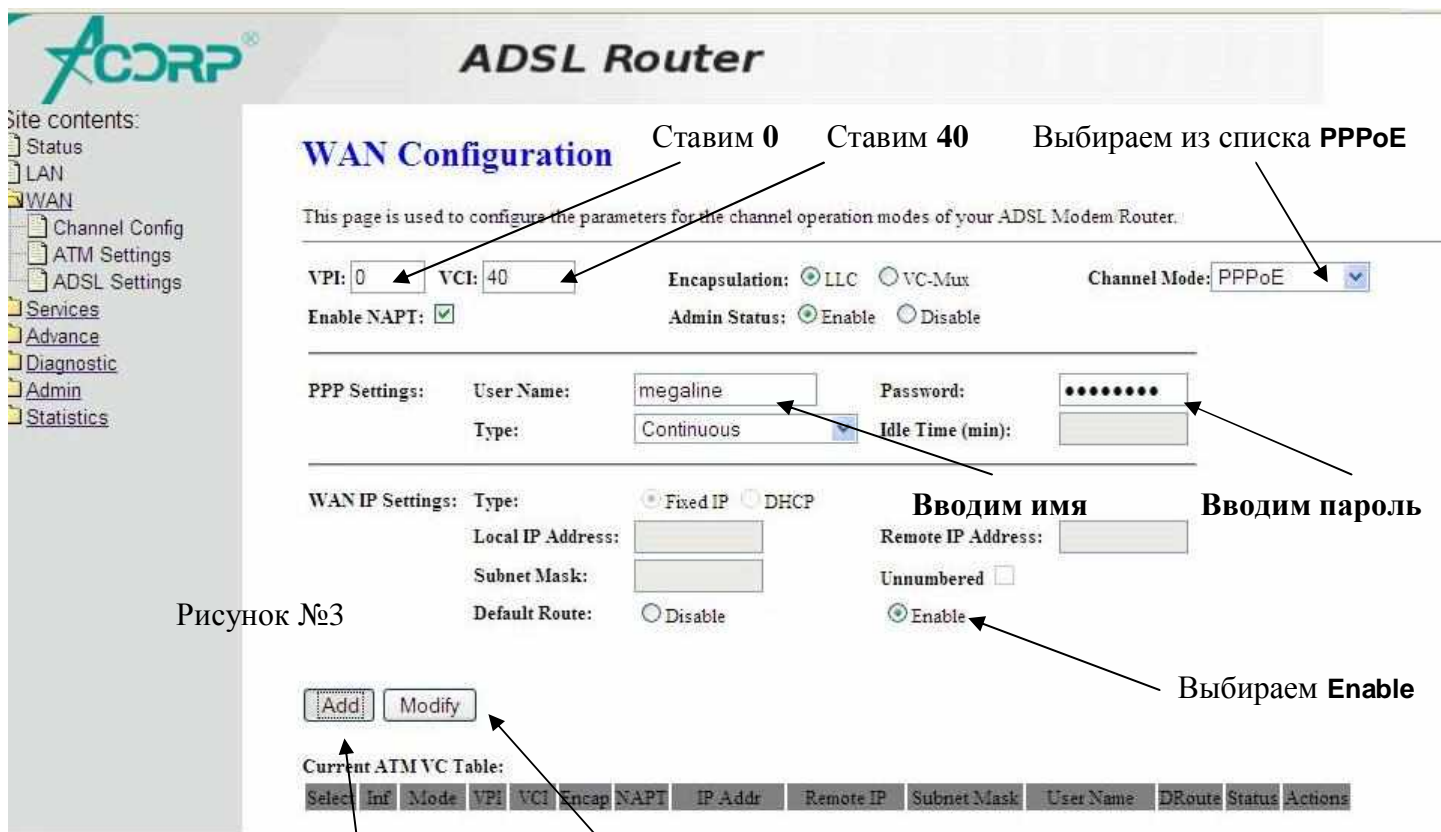 ACORP®
ADSL Router
Site contents:
Status
LAN
WAN
Channel Config
ATM Settings
ADSL Settings
Services
Advance
Diagnostic
Admin
Statistics
Ставим 0 Ставим 40 Выбираем из списка PPPoE
WAN Configuration
This page is used to configure the parameters for the channel operation modes of your ADSL Modem/Router.
VPI: 0 VCI: 40 Encapsulation: LLC VC-Mux Channel Mode: PPPoE
Enable NAPT: Admin Status: Enable Disable
PPP Settings: User Name: megaline Password: ••••••••
Type: Continuous Idle Time (min):
WAN IP Settings: Type: Fixed IP DHCP
Вводим имя Вводим пароль
Local IP Address: Remote IP Address:
Subnet Mask: Unnumbered
Рисунок №3
Default Route: Disable Enable
Выбираем Enable
Add Modify
Current ATM VC Table:
Select Inf Mode VPI VCI Encap NAPT IP Addr Remote IP Subnet Mask User Name DRoute Status Actions